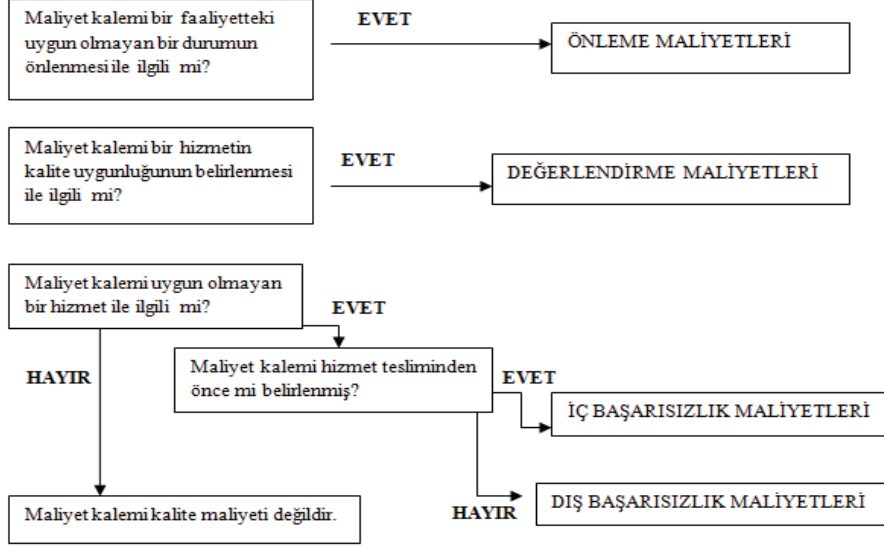 Maliyet kalemi bir faaliyetteki
uygun olmayan bir durumun
önlenmesi ile ilgili mi?
EVET
ÖNLEME MALİYETLERİ
Maliyet kalemi bir hizmetin
kalite uygunluğunun belirlenmesi
ile ilgili mi?
EVET
DEĞERLENDİRME MALİYETLERİ
Maliyet kalemi uygun olmayan
bir hizmet ile ilgili mi?
EVET
HAYIR
Maliyet kalemi hizmet tesliminden
önce mi belirlenmiş?
EVET
İÇ BAŞARISIZLIK MALİYETLERİ
HAYIR
DIŞ BAŞARISIZLIK MALİYETLERİ
Maliyet kalemi kalite maliyeti değildir.